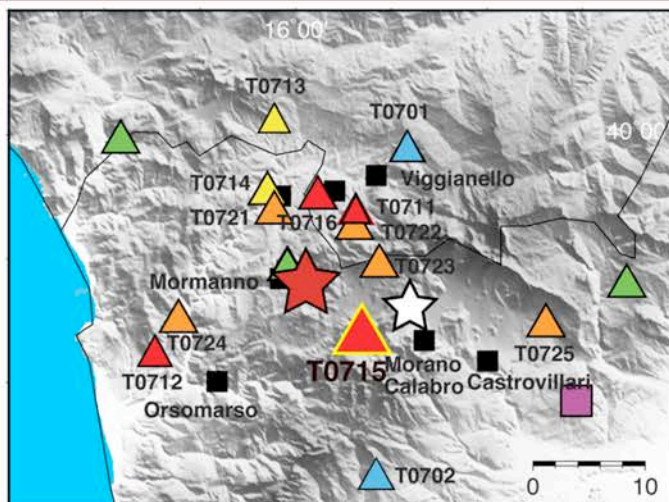 16 00'
T0713
T0701
40 00'
Viggianello
T0714
T0721
T0716
T0711
T0722
T0723
Mormanno
T0724
T0715
T0725
T0712
Morano
Calabro
Castrovillari
Orsomarso
T0702
0 10